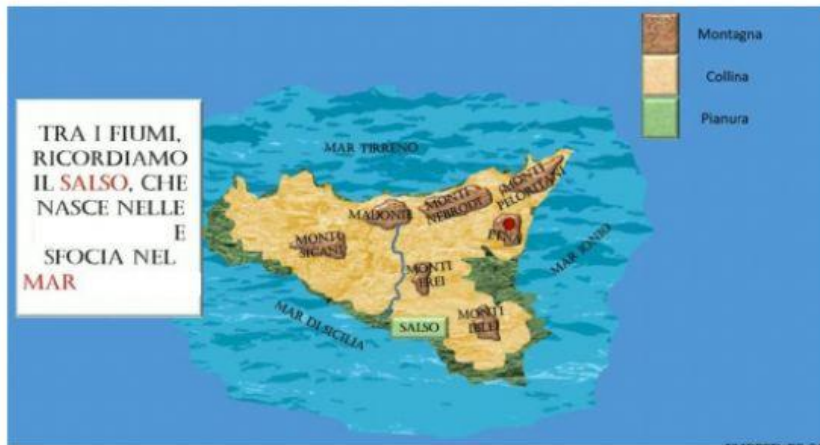 Montagna
Collina
Pianura
TRA I FIUMI,
RICORDIAMO
IL SALSO, CHE
NASCE NELLE
E
SFOCIA NEL
MAR
MAR TIRRENO
MONTI
PELORITANI
MONTI
NEBRODI
MADONIE
MONTI
SICANI
MAR IONIO
MONTI
EREI
MAR DI SICILIA
SALSO
MONTI
IBLEI